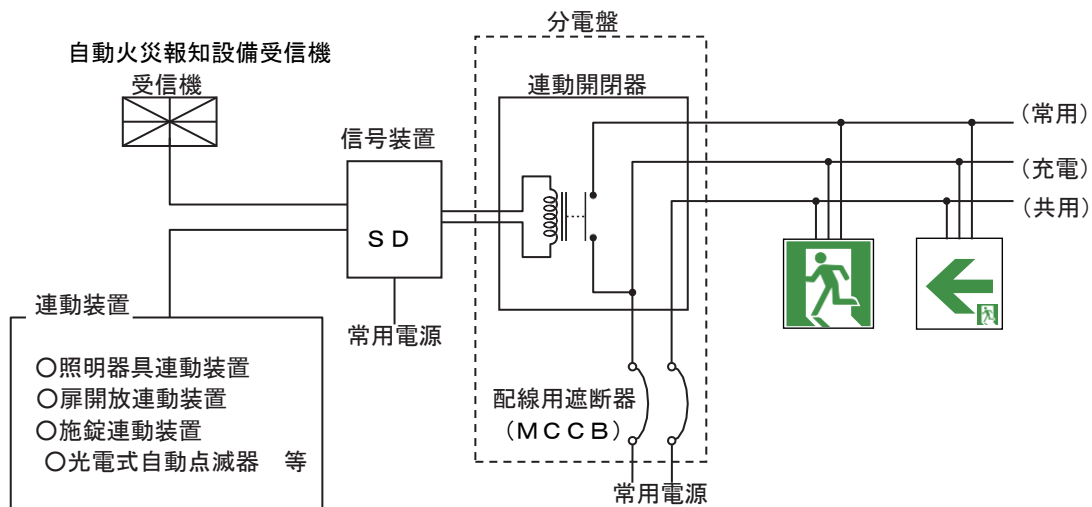 分電盤
自動火災報知設備受信機
受信機
連動開閉器
信号装置
(常用)
(充電)
(共用)
ＳＤ
連動装置
常用電源
〇照明器具連動装置
〇扉開放連動装置
〇施錠連動装置
〇光電式自動点滅器　等
配線用遮断器
（ＭＣＣＢ）
常用電源